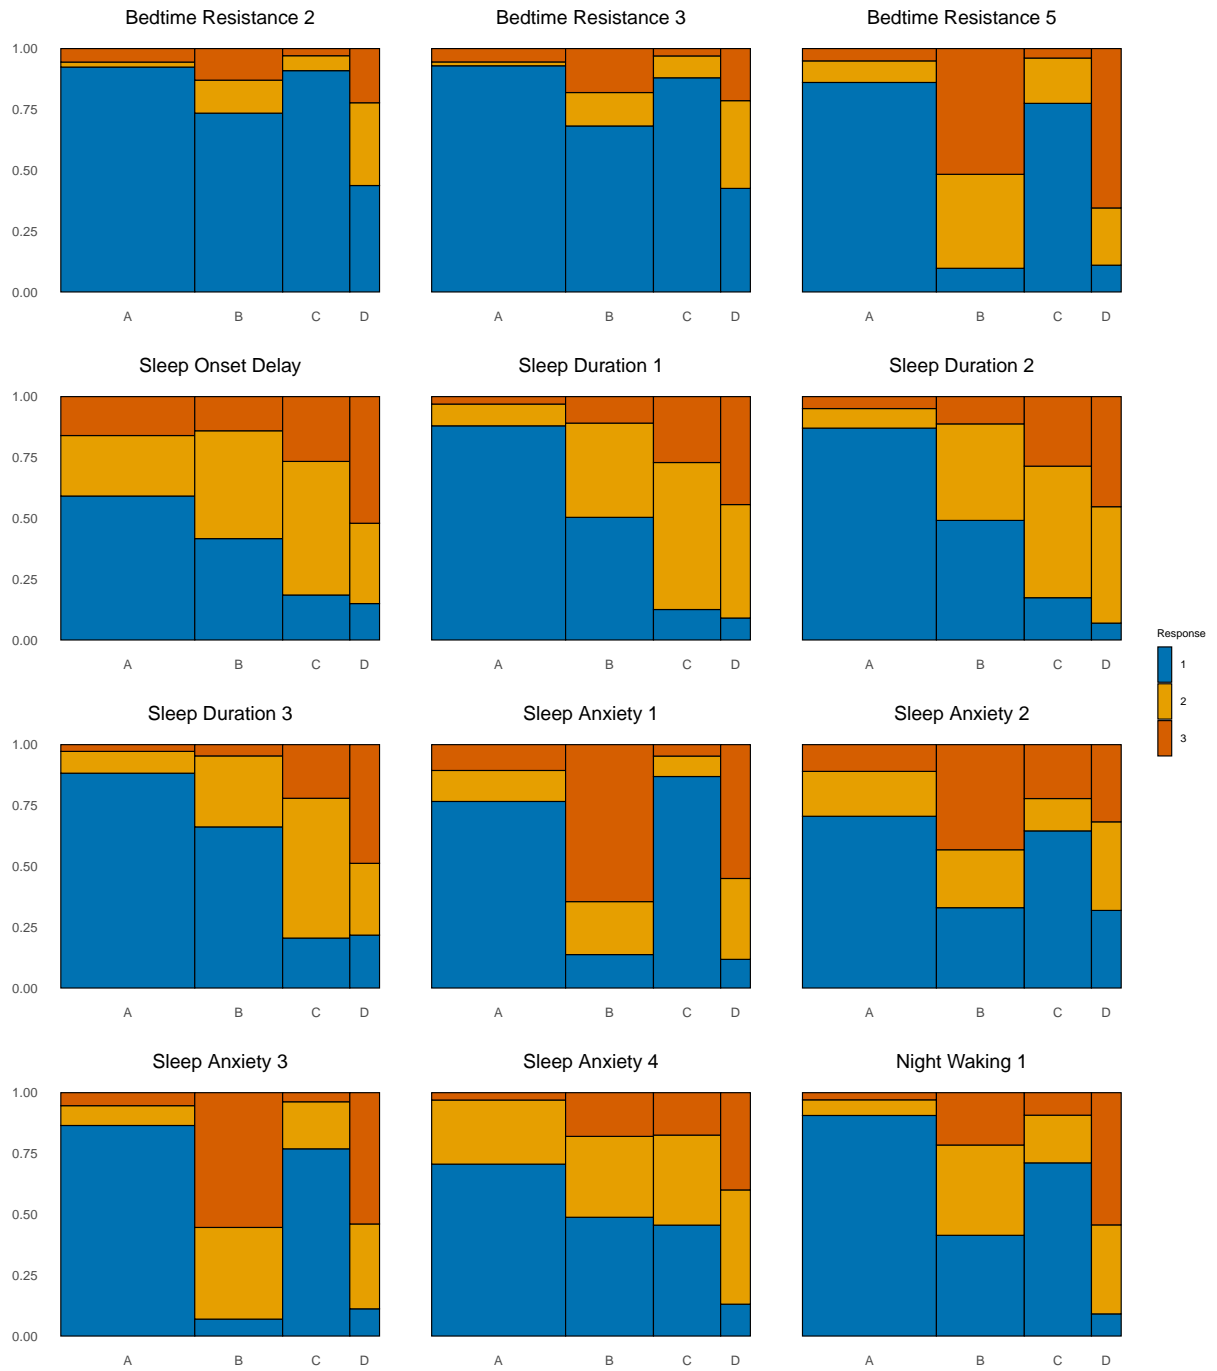 Bedtime Resistance 2
Bedtime Resistance 3
Bedtime Resistance 5
1.00
0.75
0.50
0.25
0.00
A B C D
A B C D
A B C D
Sleep Onset Delay
Sleep Duration 1
Sleep Duration 2
1.00
0.75
0.50
0.25
0.00
A B C D
A B C D
A B C D
Response
1
2
3
Sleep Duration 3
Sleep Anxiety 1
Sleep Anxiety 2
1.00
0.75
0.50
0.25
0.00
A B C D
A B C D
A B C D
Sleep Anxiety 3
Sleep Anxiety 4
Night Waking 1
1.00
0.75
0.50
0.25
0.00
A B C D
A B C D
A B C D